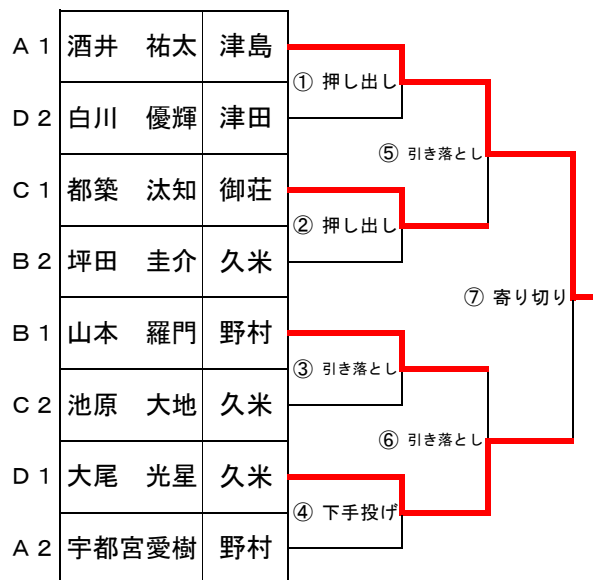 A1 酒井 祐太 津島
① 押し出し
D2 白川 優輝 津田
⑤ 引き落とし
C1 都築 汰知 御荘
② 押し出し
B2 坪田 圭介 久米
⑦ 寄り切り
B1 山本 羅門 野村
③ 引き落とし
C2 池原 大地 久米
⑥ 引き落とし
D1 大尾 光星 久米
④ 下手投げ
A2 宇都宮愛樹 野村